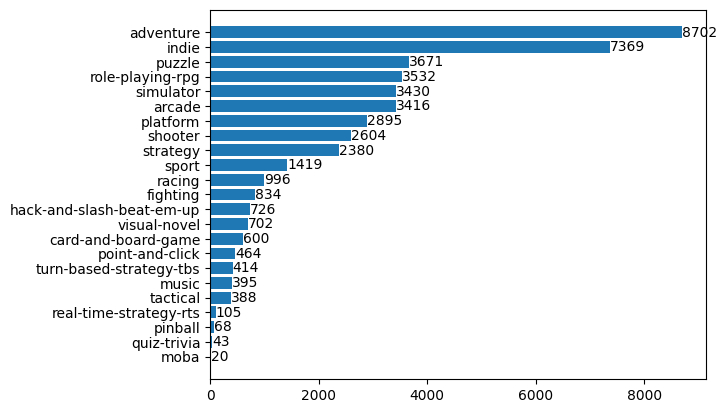 adventure 8702
indie 7369
puzzle 3671
role-playing-rpg 3532
simulator 3430
arcade 3416
platform 2895
shooter 2604
strategy 2380
sport 1419
racing 996
fighting 834
hack-and-slash-beat-em-up 726
visual-novel 702
card-and-board-game 600
point-and-click 464
turn-based-strategy-tbs 414
music 395
tactical 388
real-time-strategy-rts 105
pinball 68
quiz-trivia 43
moba 20
0 2000 4000 6000 8000